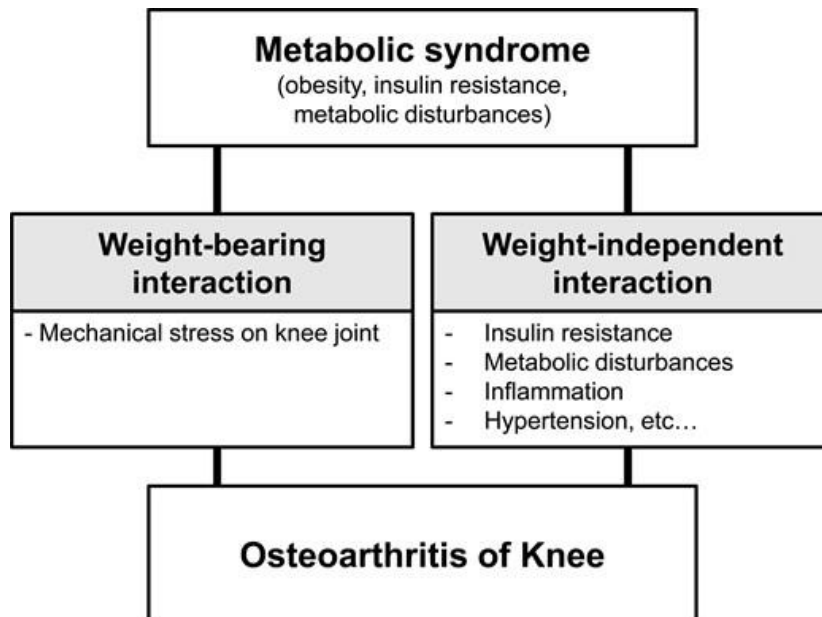 Metabolic syndrome
(obesity, insulin resistance,
metabolic disturbances)
Weight-bearing
interaction
- Mechanical stress on knee joint
Weight-independent
interaction
- Insulin resistance
- Metabolic disturbances
- Inflammation
- Hypertension, etc…
Osteoarthritis of Knee